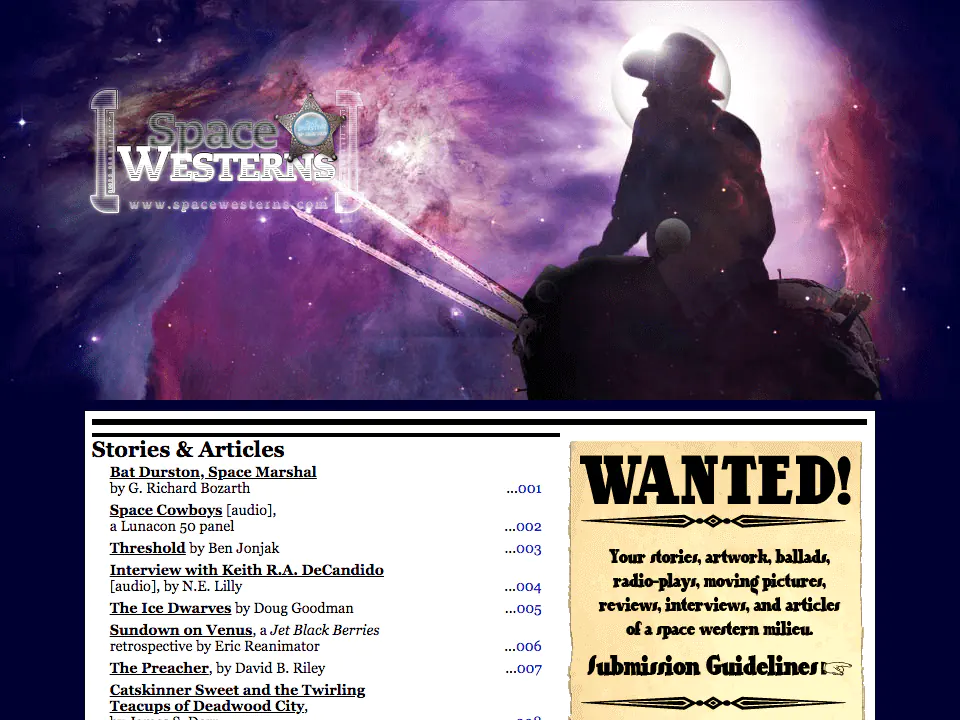 Space
WESTERNS
www.spacewesterns.com
Stories & Articles
Bat Durston, Space Marshal
by G. Richard Bozarth ...001
Space Cowboys [audio],
a Lunacon 50 panel ...002
Threshold by Ben Jonjak ...003
Interview with Keith R.A. DeCandido
[audio], by N.E. Lilly ...004
The Ice Dwarves by Doug Goodman ...005
Sundown on Venus, a Jet Black Berries
retrospective by Eric Reanimator ...006
The Preacher, by David B. Riley ...007
Catskinner Sweet and the Twirling
Teacups of Deadwood City,
WANTED!
Your stories, artwork, ballads,
radio-plays, moving pictures,
reviews, interviews, and articles
of a space western milieu.
Submission Guidelines